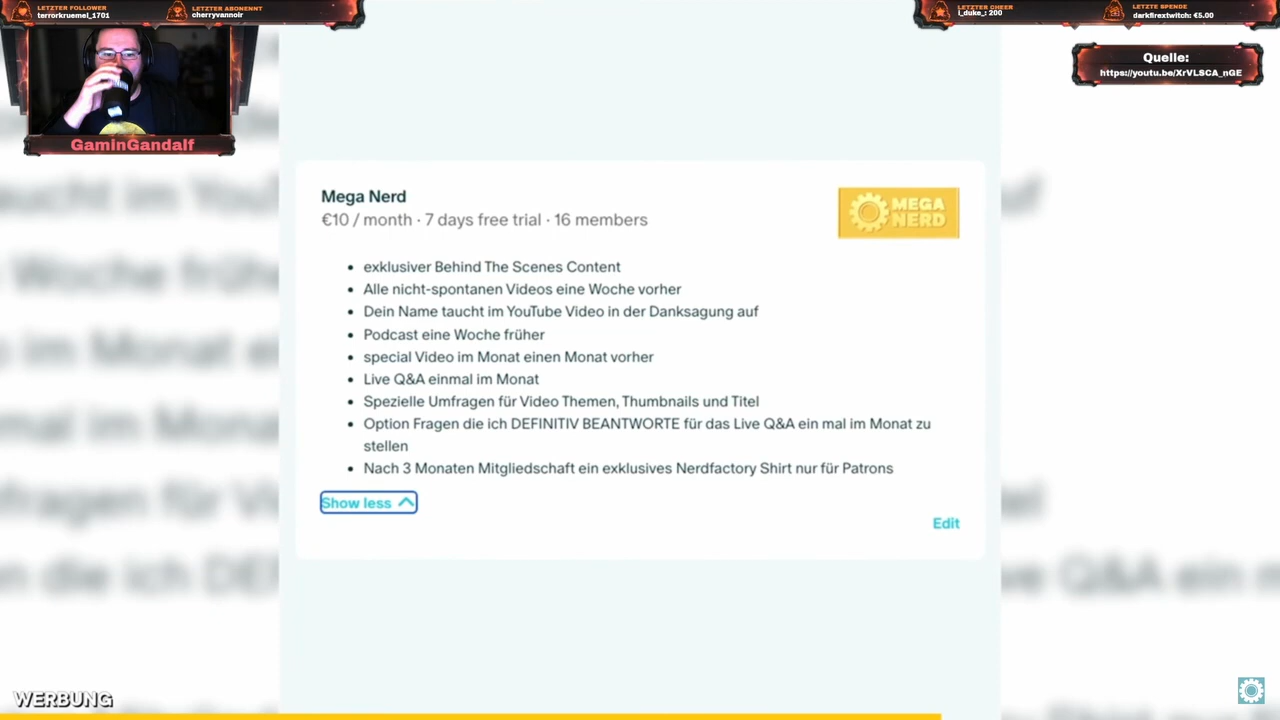 LETZTER FOLLOWER
terrorkruemel_1701
LETZTER ABONNENT
cherryvannoir
LETZTER CHEER
i_duke_: 200
LETZTE SPENDE
darkfirextwitch: €5.00
Quelle:
https://youtu.be/XrVLSCA_nGE
GaminGandalf
Mega Nerd
€10 / month · 7 days free trial · 16 members
MEGA
NERD
• exklusiver Behind The Scenes Content
• Alle nicht-spontanen Videos eine Woche vorher
• Dein Name taucht im YouTube Video in der Danksagung auf
• Podcast eine Woche früher
• special Video im Monat einen Monat vorher
• Live Q&A einmal im Monat
• Spezielle Umfragen für Video Themen, Thumbnails und Titel
• Option Fragen die ich DEFINITIV BEANTWORTE für das Live Q&A ein mal im Monat zu
stellen
• Nach 3 Monaten Mitgliedschaft ein exklusives Nerdfactory Shirt nur für Patrons
Show less
Edit
WERBUNG